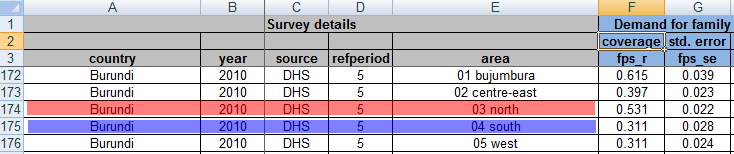 A B C D E F G
1 Survey details Demand for family
2 coverage std. error
3 country year source refperiod area fps_r fps_se
172 Burundi 2010 DHS 5 01 bujumbura 0.615 0.039
173 Burundi 2010 DHS 5 02 centre-east 0.397 0.023
174 Burundi 2010 DHS 5 03 north 0.531 0.022
175 Burundi 2010 DHS 5 04 south 0.311 0.028
176 Burundi 2010 DHS 5 05 west 0.311 0.024